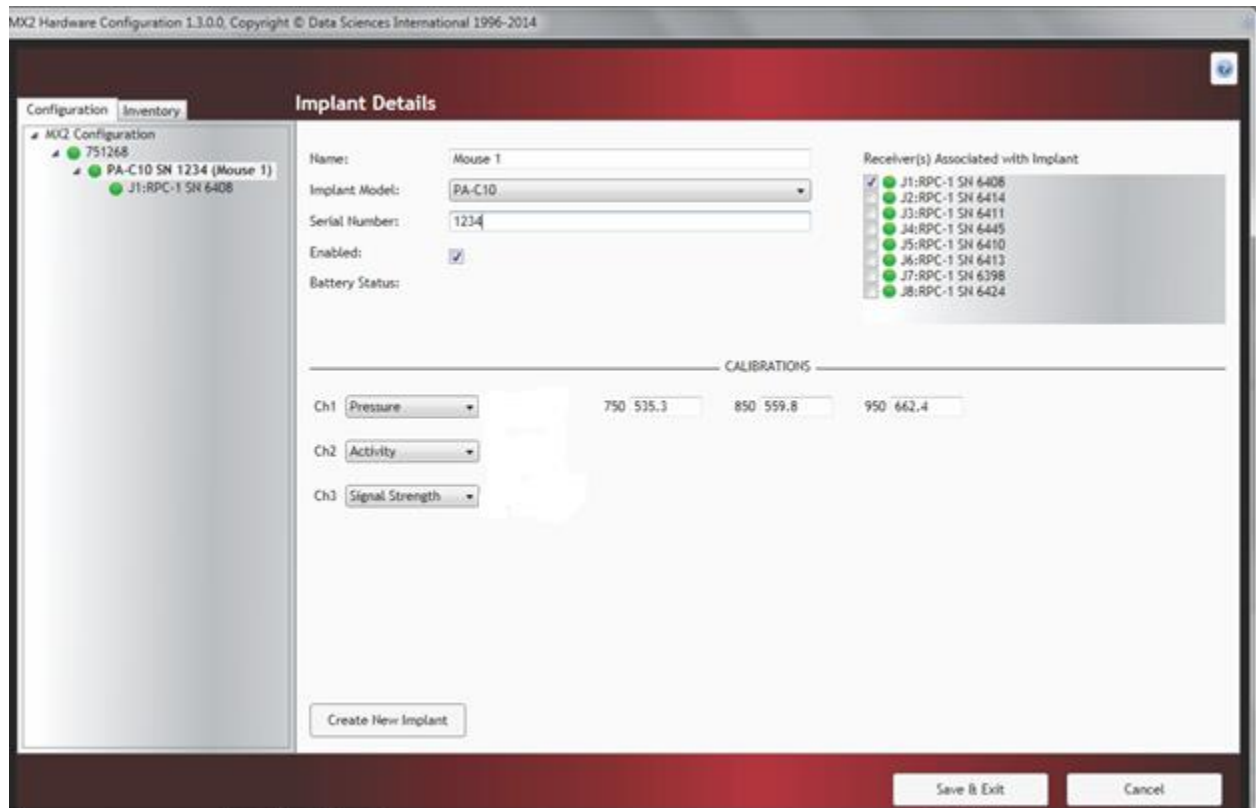 MX2 Hardware Configuration 1.3.0.0, Copyright © Data Sciences International 1996-2014
Configuration
Inventory
MX2 Configuration
751268
PA-C10 SN 1234 (Mouse 1)
J1:RPC-1 SN 6408
Implant Details
Name: Mouse 1
Implant Model: PA-C10
Serial Number: 1234
Enabled:
Battery Status:
Receiver(s) Associated with Implant
J1:RPC-1 SN 6408
J2:RPC-1 SN 6414
J3:RPC-1 SN 6411
J4:RPC-1 SN 6445
J5:RPC-1 SN 6410
J6:RPC-1 SN 6413
J7:RPC-1 SN 6398
J8:RPC-1 SN 6424
CALIBRATIONS
Ch1 Pressure 750 535.3 850 559.8 950 662.4
Ch2 Activity
Ch3 Signal Strength
Create New Implant
Save & Exit
Cancel